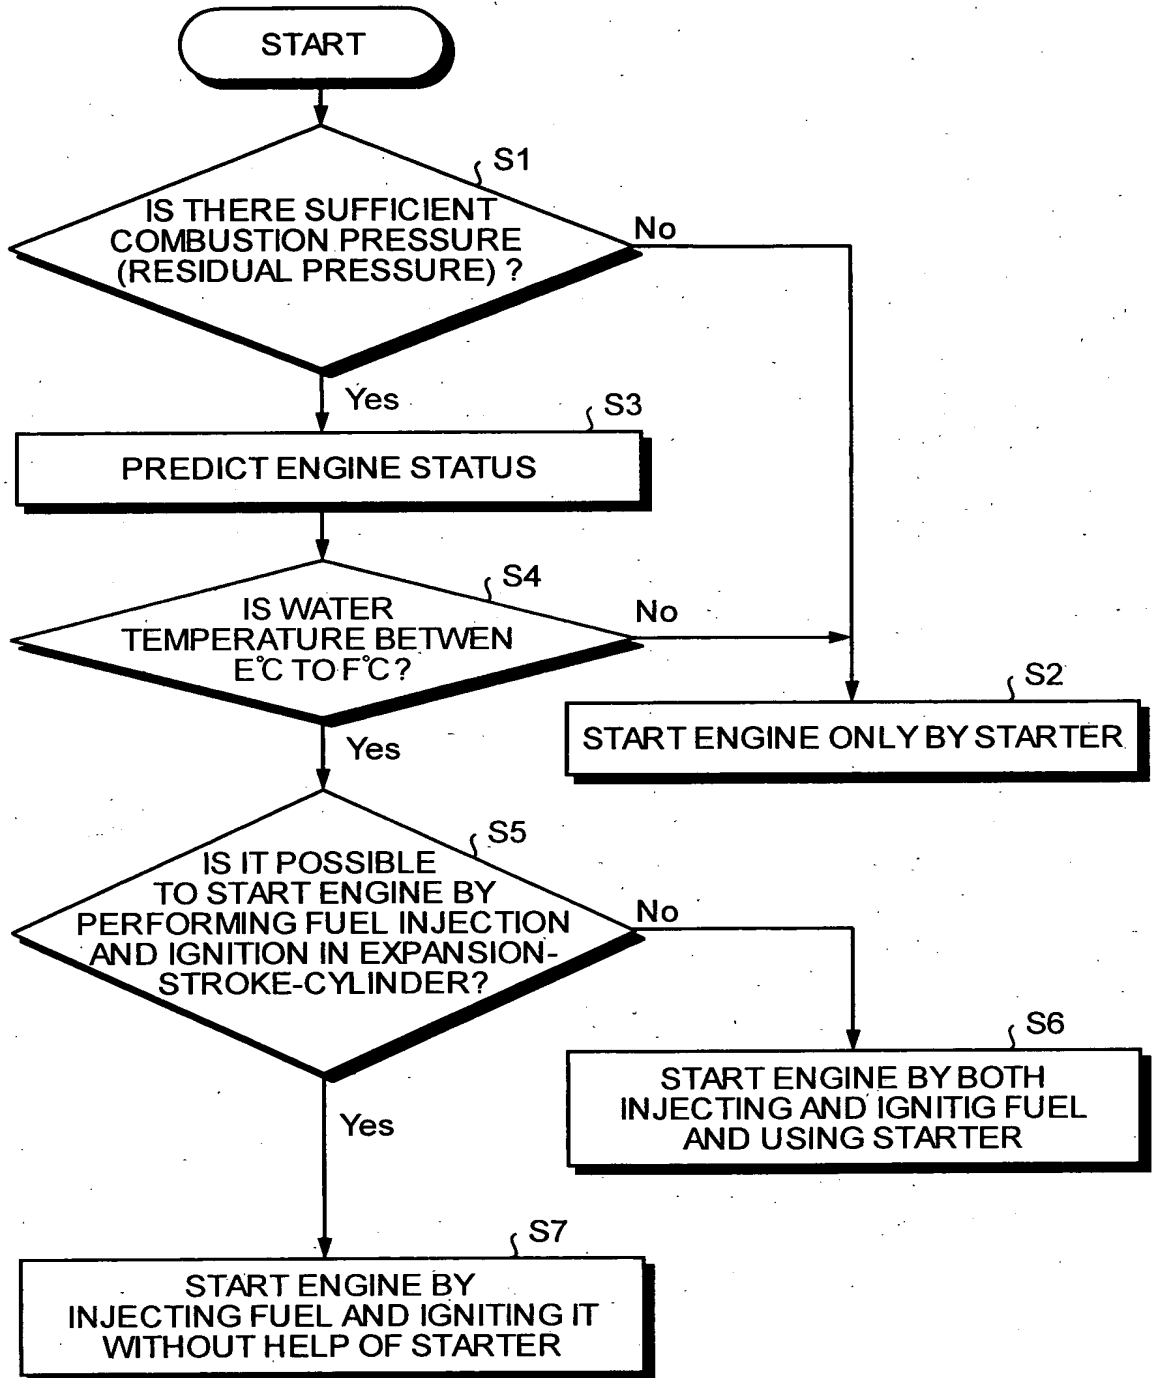 START
S1
IS THERE SUFFICIENT
COMBUSTION PRESSURE
(RESIDUAL PRESSURE) ?
No
Yes
S3
PREDICT ENGINE STATUS
S4
IS WATER
TEMPERATURE BETWEN
E°C TO F°C?
No
Yes
S2
START ENGINE ONLY BY STARTER
S5
IS IT POSSIBLE
TO START ENGINE BY
PERFORMING FUEL INJECTION
AND IGNITION IN EXPANSION-
STROKE-CYLINDER?
No
Yes
S6
START ENGINE BY BOTH
INJECTING AND IGNITIG FUEL
AND USING STARTER
S7
START ENGINE BY
INJECTING FUEL AND IGNITING IT
WITHOUT HELP OF STARTER